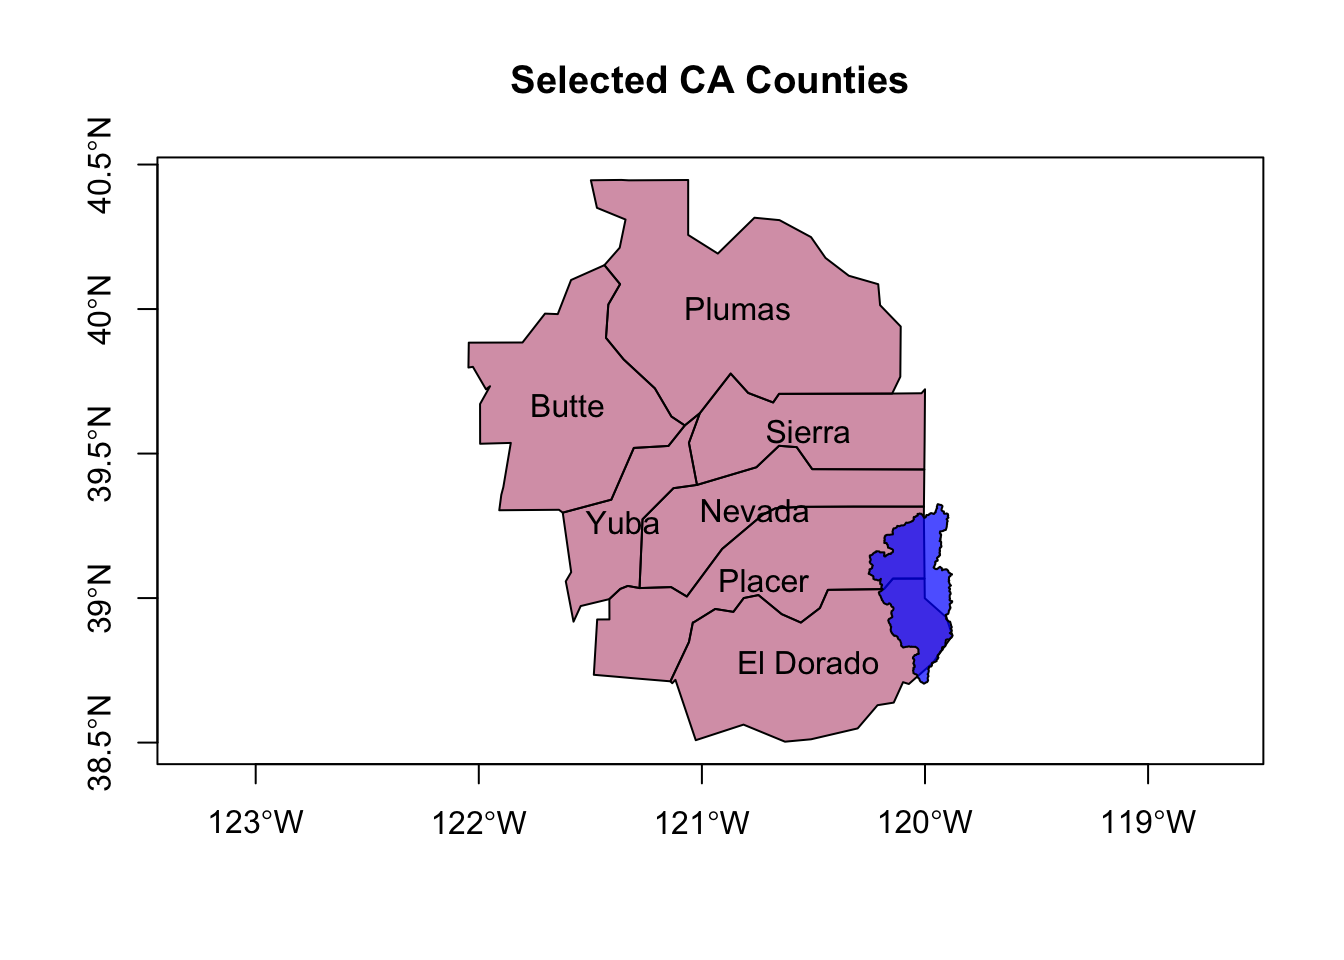 Selected CA Counties
40.5°N
40°N
39.5°N
39°N
38.5°N
Plumas
Butte
Sierra
Nevada
Yuba
Placer
El Dorado
123°W
122°W
121°W
120°W
119°W